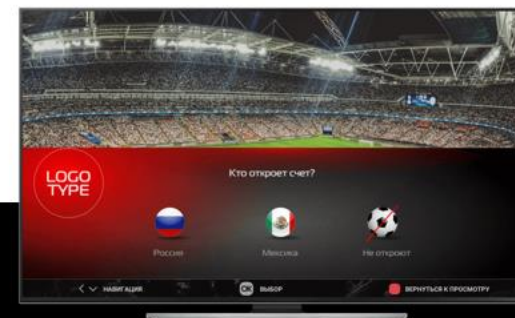 LOGO
TYPE
Кто откроет счет?
Россия
Мексика
Не откроют
НАВИГАЦИЯ
OK ВЫБОР
ВЕРНУТЬСЯ К ПРОСМОТРУ